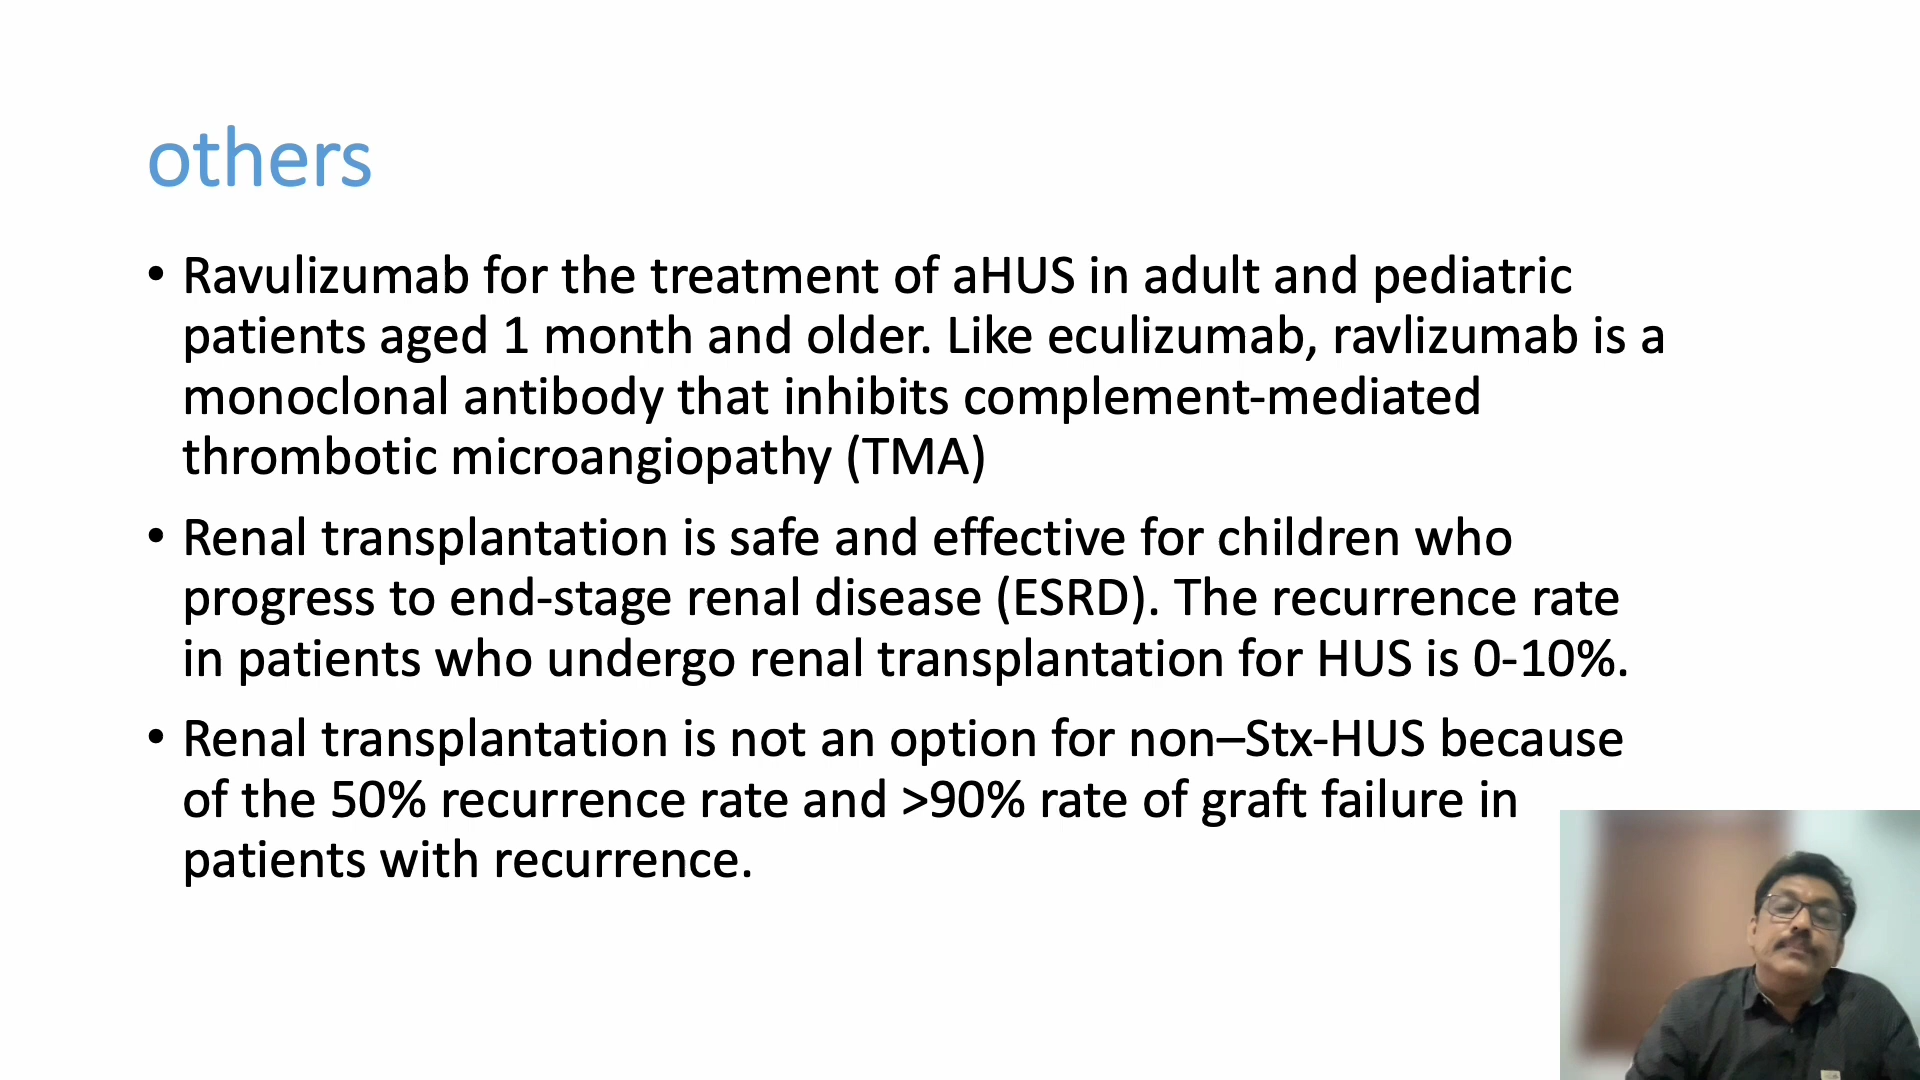 others
• Ravulizumab for the treatment of aHUS in adult and pediatric
patients aged 1 month and older. Like eculizumab, ravlizumab is a
monoclonal antibody that inhibits complement-mediated
thrombotic microangiopathy (TMA)
• Renal transplantation is safe and effective for children who
progress to end-stage renal disease (ESRD). The recurrence rate
in patients who undergo renal transplantation for HUS is 0-10%.
• Renal transplantation is not an option for non–Stx-HUS because
of the 50% recurrence rate and >90% rate of graft failure in
patients with recurrence.